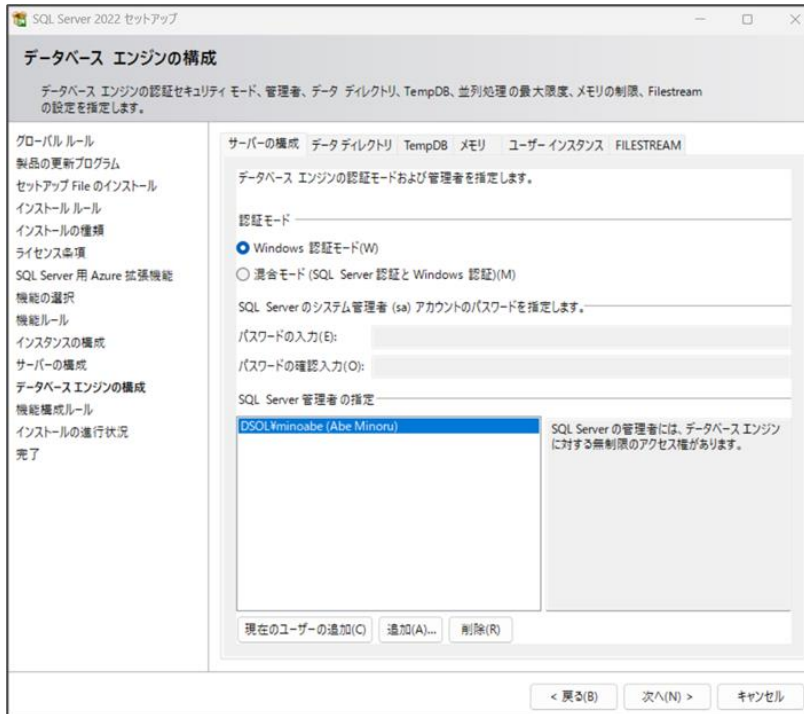 SQL Server 2022 セットアップ
データベース エンジンの構成
データベース エンジンの認証セキュリティ モード、管理者、データ ディレクトリ、TempDB、並列処理の最大限度、メモリの制限、Filestream
の設定を指定します。
グローバル ルール
製品の更新プログラム
セットアップ File のインストール
インストール ルール
インストールの種類
ライセンス条項
SQL Server 用 Azure 拡張機能
機能の選択
機能ルール
インスタンスの構成
サーバーの構成
データベース エンジンの構成
機能構成ルール
インストールの進行状況
完了
サーバーの構成 データ ディレクトリ TempDB メモリ ユーザー インスタンス FILESTREAM
データベース エンジンの認証モードおよび管理者を指定します。
認証モード
Windows 認証モード(W)
混合モード (SQL Server 認証と Windows 認証)(M)
SQL Server のシステム管理者 (sa) アカウントのパスワードを指定します。
パスワードの入力(E):
パスワードの確認入力(O):
SQL Server 管理者の指定
DSOL¥minoabe (Abe Minoru)
SQL Server の管理者には、データベース エンジン
に対する無制限のアクセス権があります。
現在のユーザーの追加(C) 追加(A)... 削除(R)
< 戻る(B) 次へ(N) > キャンセル